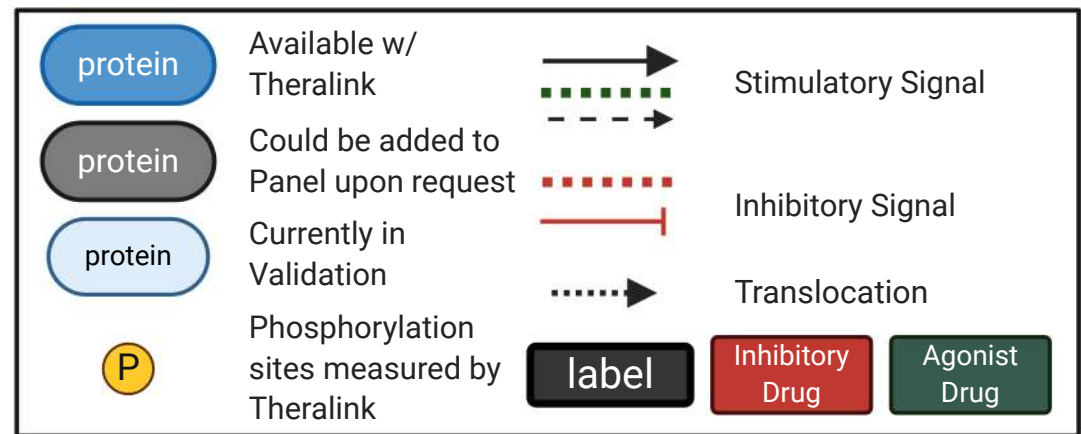 protein
Available w/
Theralink
protein
Could be added to
Panel upon request
protein
Currently in
Validation
P
Phosphorylation
sites measured by
Theralink
Stimulatory Signal
Inhibitory Signal
Translocation
label
Inhibitory
Drug
Agonist
Drug